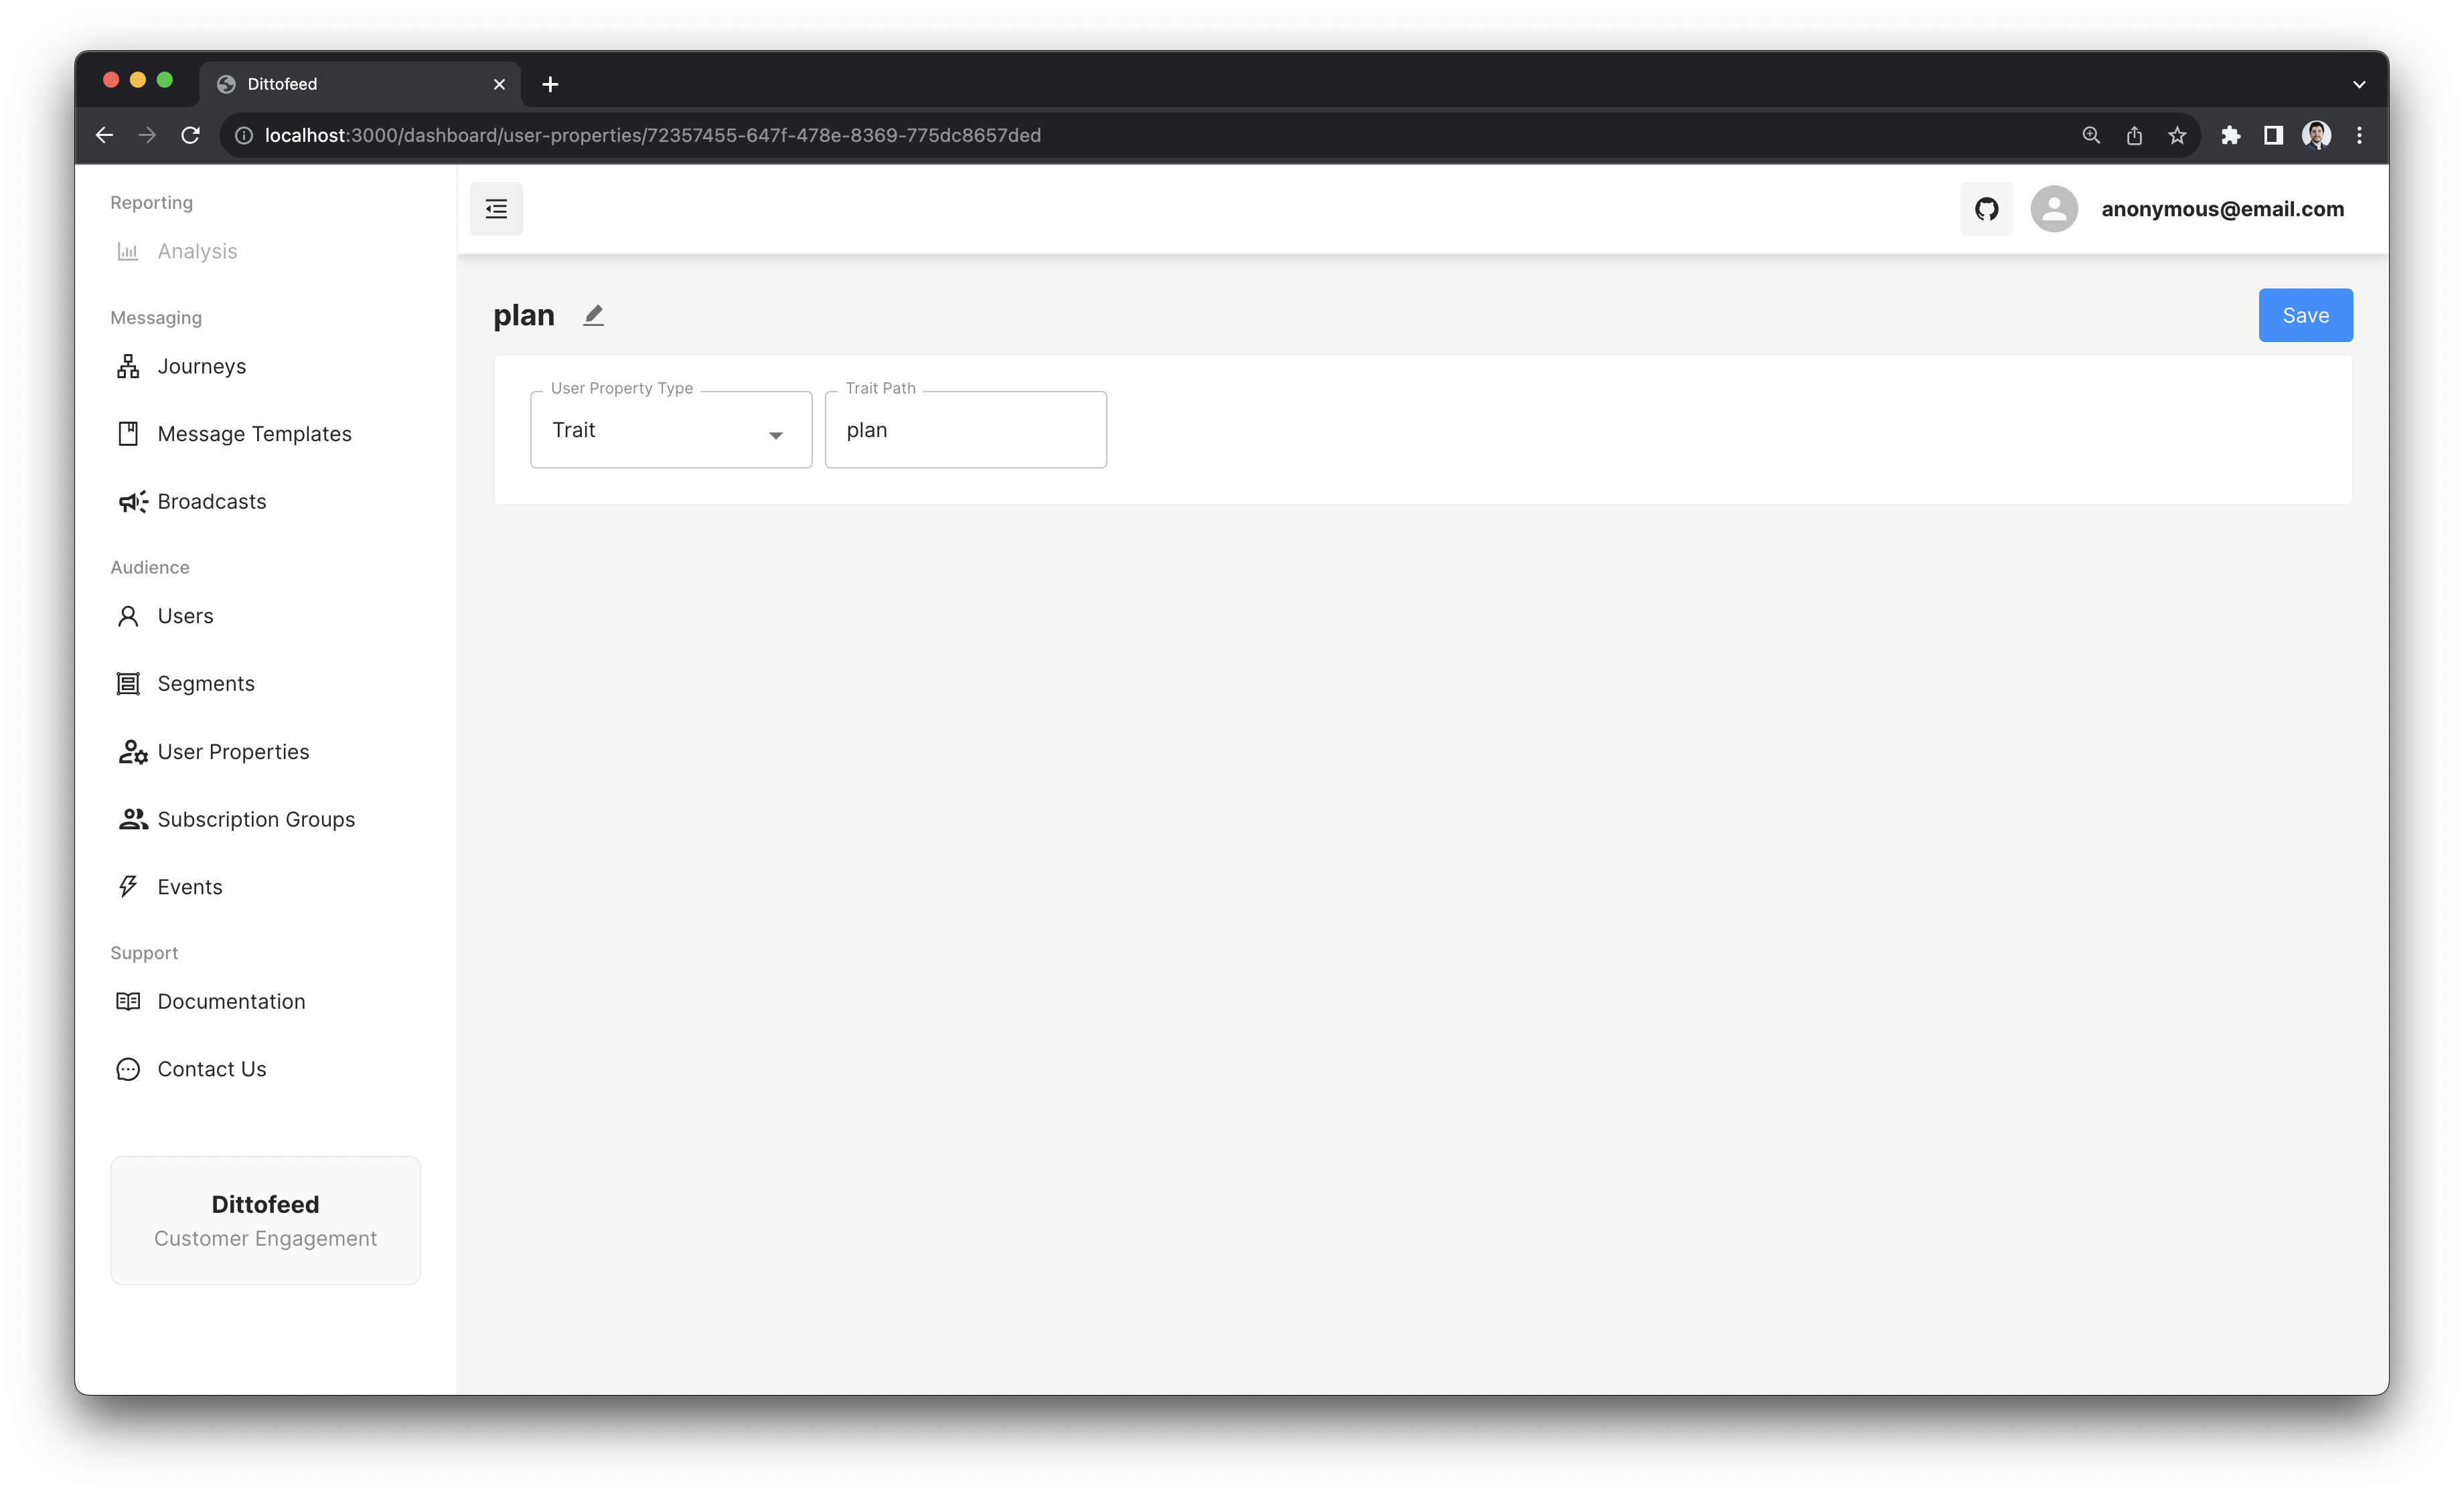 Dittofeed
localhost:3000/dashboard/user-properties/72357455-647f-478e-8369-775dc8657ded
Reporting
Analysis
Messaging
Journeys
Message Templates
Broadcasts
Audience
Users
Segments
User Properties
Subscription Groups
Events
Support
Documentation
Contact Us
Dittofeed
Customer Engagement
anonymous@email.com
plan
Save
User Property Type
Trait
Trait Path
plan